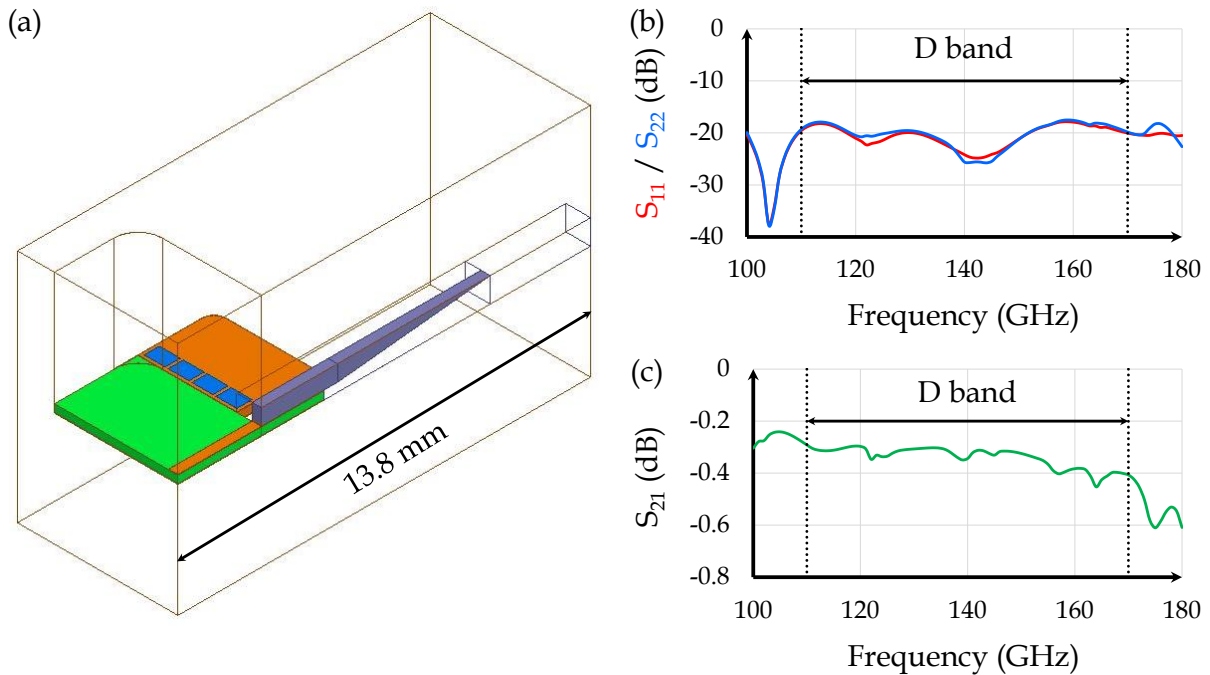 (a)
13.8 mm
(b)
S11 / S22 (dB)
0
-10
-20
-30
-40
D band
100 120 140 160 180
Frequency (GHz)
(c)
S21 (dB)
0
-0.2
-0.4
-0.6
-0.8
D band
100 120 140 160 180
Frequency (GHz)